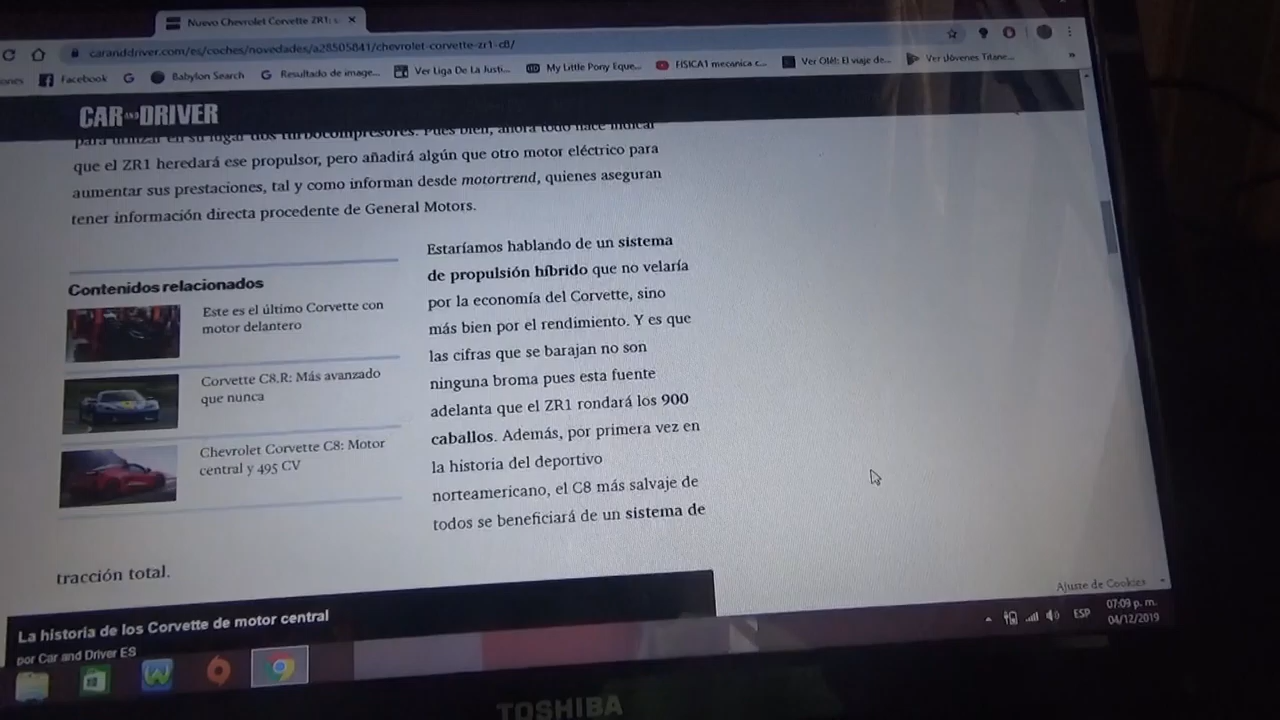 Nuevo Chevrolet Corvette ZR1: s
caranddriver.com/es/coches/novedades/a28505841/chevrolet-corvette-zr1-c8/
ones Facebook Babylon Search Resultado de image... Ver Liga De La Justi... My Little Pony Eque... FISICA1 mecanica c... Ver Olé!: El viaje de... Ver Jóvenes Titane... »
CAR AND DRIVER
para utilizar en su lugar dos turbocompresores. Pues bien, ahora todo hace indicar
que el ZR1 heredará ese propulsor, pero añadirá algún que otro motor eléctrico para
aumentar sus prestaciones, tal y como informan desde motortrend, quienes aseguran
tener información directa procedente de General Motors.
Contenidos relacionados
Este es el último Corvette con
motor delantero
Corvette C8.R: Más avanzado
que nunca
Chevrolet Corvette C8: Motor
central y 495 CV
Estaríamos hablando de un sistema
de propulsión híbrido que no velaría
por la economía del Corvette, sino
más bien por el rendimiento. Y es que
las cifras que se barajan no son
ninguna broma pues esta fuente
adelanta que el ZR1 rondará los 900
caballos. Además, por primera vez en
la historia del deportivo
norteamericano, el C8 más salvaje de
todos se beneficiará de un sistema de
tracción total.
La historia de los Corvette de motor central
por Car and Driver ES
Ajuste de Cookies
ESP
07:09 p. m.
04/12/2019
TOSHIBA